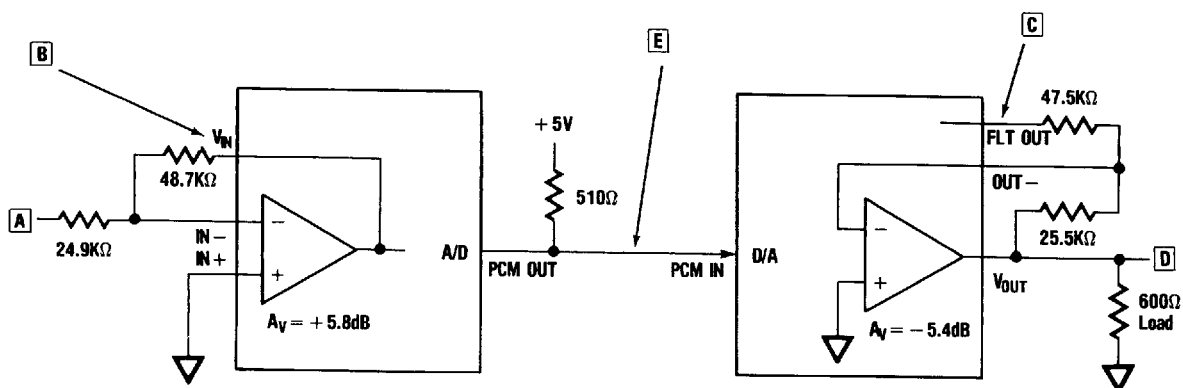 B
E
C
47.5KΩ
+5V
FLT OUT
VIN
48.7KΩ
OUT−
510Ω
A
25.5KΩ
24.9KΩ
−
IN−
IN+
+
A/D
PCM OUT
PCM IN
D/A
−
+
D
VOUT
600Ω
Load
AV = +5.8dB
AV = −5.4dB